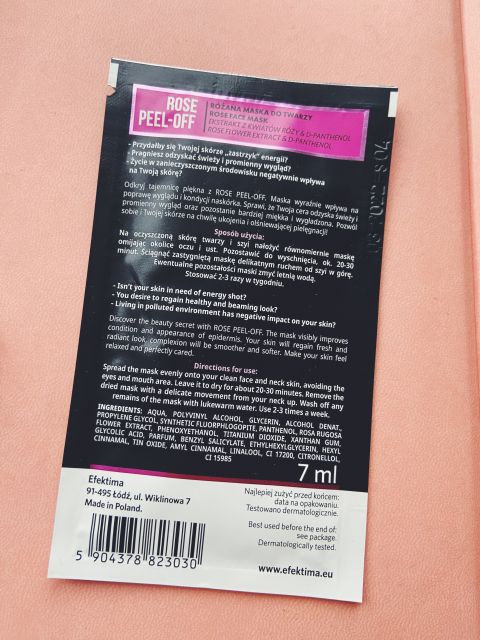 ROSE
PEEL-OFF
RÓŻANA MASKA DO TWARZY
ROSE FACE MASK
EKSTRAKT Z KWIATÓW RÓŻY & D-PANTHENOL
ROSE FLOWER EXTRACT & D-PANTHENOL
- Przydałby się Twojej skórze „zastrzyk” energii?
- Pragniesz odzyskać świeży i promienny wygląd?
- Życie w zanieczyszczonym środowisku negatywnie wpływa
na Twoją skórę?
Odkryj tajemnicę piękna z ROSE PEEL-OFF. Maska wyraźnie wpływa na
poprawę wyglądu i kondycji naskórka. Sprawi, że Twoja cera odzyska świeży i
promienny wygląd oraz pozostanie bardziej miękka i wygładzona. Pozwól
sobie i Twojej skórze na chwilę ukojenia i olśniewającej pielęgnacji!
Sposób użycia:
Na oczyszczoną skórę twarzy i szyi nałożyć równomiernie maskę
omijając okolice oczu i ust. Pozostawić do wyschnięcia, ok. 20-30
minut. Ściągnąć zastygniętą maskę delikatnym ruchem od szyi w górę.
Ewentualne pozostałości maski zmyć letnią wodą.
Stosować 2-3 razy w tygodniu.
- Isn't your skin in need of energy shot?
- You desire to regain healthy and beaming look?
- Living in polluted environment has negative impact on your skin?
Discover the beauty secret with ROSE PEEL-OFF. The mask visibly improves
condition and appearance of epidermis. Your skin will regain fresh and
radiant look, complexion will be smoother and softer. Make your skin feel
relaxed and perfectly cared.
Directions for use:
Spread the mask evenly onto your clean face and neck skin, avoiding the
eyes and mouth area. Leave it to dry for about 20-30 minutes. Remove the
dried mask with a delicate movement from your neck up. Wash off any
remains of the mask with lukewarm water. Use 2-3 times a week.
INGREDIENTS: AQUA, POLYVINYL ALCOHOL, GLYCERIN, ALCOHOL DENAT.,
PROPYLENE GLYCOL, SYNTHETIC FLUORPHLOGOPITE, PANTHENOL, ROSA RUGOSA
FLOWER EXTRACT, PHENOXYETHANOL, TITANIUM DIOXIDE, XANTHAN GUM,
GLYCOLIC ACID, PARFUM, BENZYL SALICYLATE, ETHYLHEXYLGLYCERIN, HEXYL
CINNAMAL, TIN OXIDE, AMYL CINNAMAL, LINALOOL, CI 17200, CITRONELLOL,
CI 15985
7 ml
Efektima
91-495 Łódź, ul. Wiklinowa 7
Made in Poland.
Najlepiej zużyć przed końcem:
data na opakowaniu.
Testowano dermatologicznie.
Best used before the end of:
see package.
Dermatologically tested.
5 904378 823030
www.efektima.eu